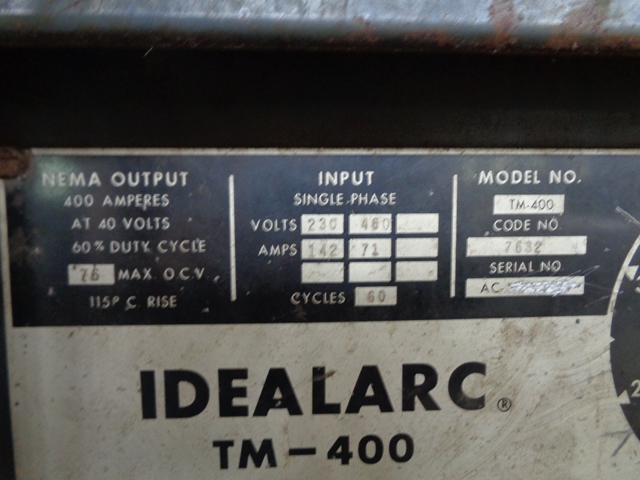 NEMA OUTPUT
400 AMPERES
AT 40 VOLTS
60% DUTY CYCLE
76 MAX. O.C.V.
115° C. RISE
INPUT
SINGLE PHASE
VOLTS 230 460
AMPS 142 71
CYCLES 60
MODEL NO.
TM-400
CODE NO.
7632
SERIAL NO.
AC
IDEALARC ®
TM-400